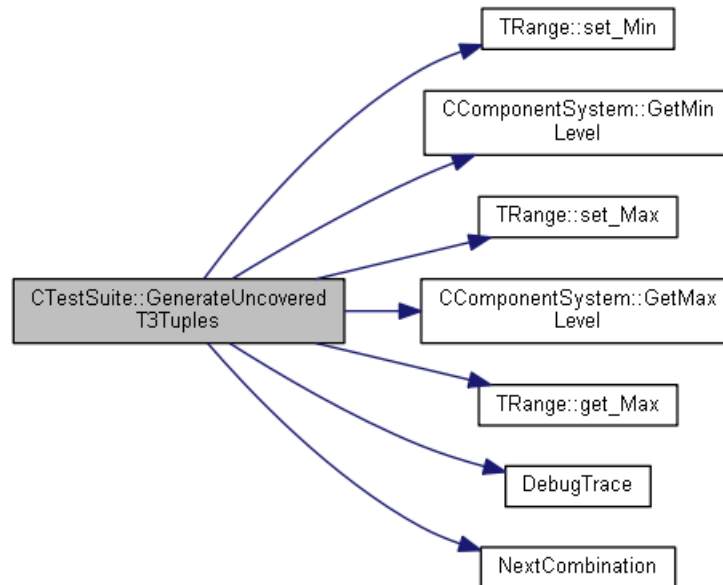 TRange::set_Min
CComponentSystem::GetMin
Level
TRange::set_Max
CTestSuite::GenerateUncovered
T3Tuples
CComponentSystem::GetMax
Level
TRange::get_Max
DebugTrace
NextCombination